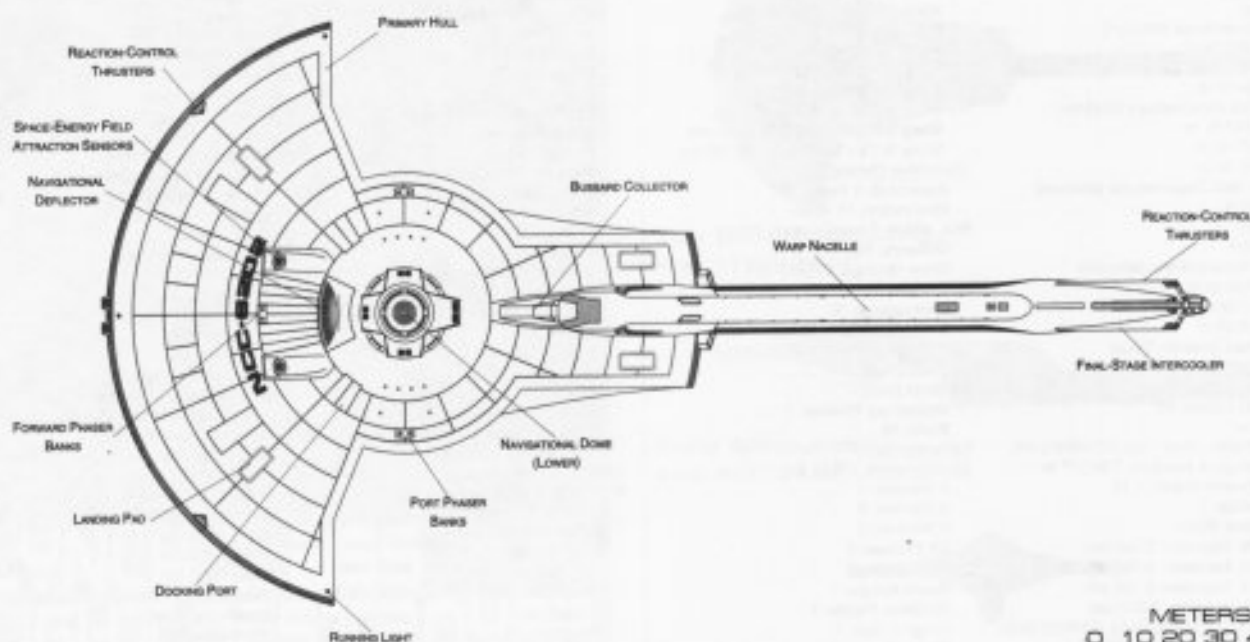 PRIMARY HULL
REACTION-CONTROL
THRUSTERS
SPACE-ENERGY FIELD
ATTRACTION SENSORS
NAVIGATIONAL
DEFLECTOR
BUSSARD COLLECTOR
WARP NACELLE
REACTION-CONTROL
THRUSTERS
FINAL-STAGE INTERCOOLER
FORWARD PHASER
BANKS
NAVIGATIONAL DOME
(LOWER)
PORT PHASER
BANKS
LANDING PAD
DOCKING PORT
RUNNING LIGHT
METERS
0 10 20 30